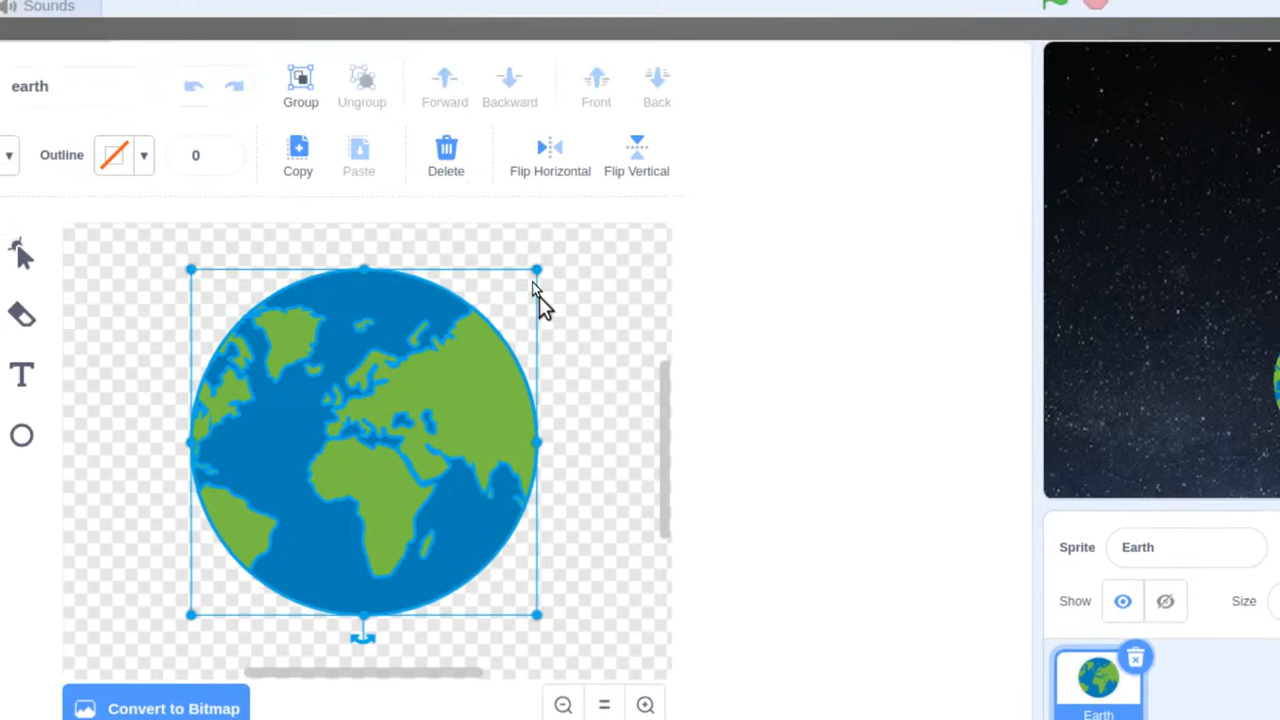 Sounds
earth
Group
Ungroup
Forward
Backward
Front
Back
Outline
0
Copy
Paste
Delete
Flip Horizontal
Flip Vertical
T
Convert to Bitmap
Sprite
Earth
Show
Size
Earth